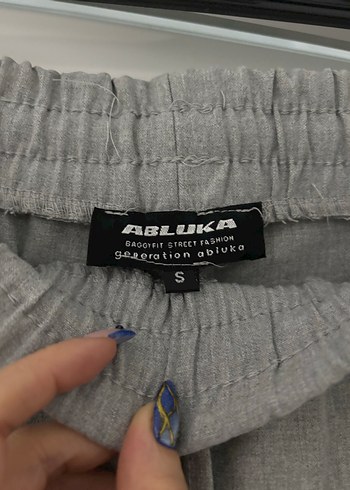 ABLUKA
BAGGYFIT STREET FASHION
generation abluka
S